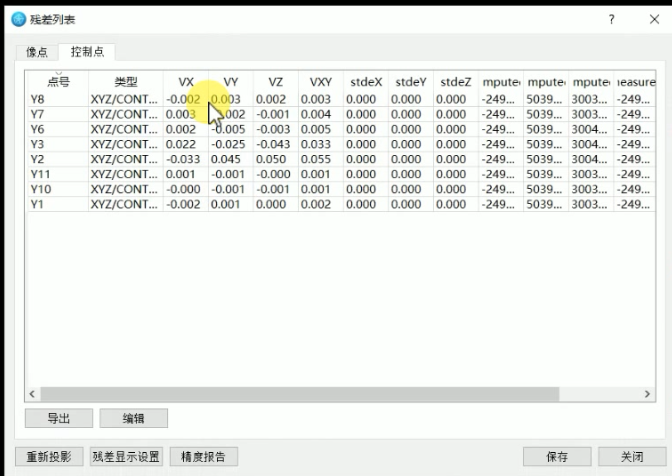 残差列表
像点 控制点
点号 类型 VX VY VZ VXY stdeX stdeY stdeZ mputec mputec mputec neasure
Y8 XYZ/CONT... -0.002 0.003 0.002 0.003 0.000 0.000 0.000 -249... 5039... 3003... -249...
Y7 XYZ/CONT... 0.003 -0.002 -0.001 0.004 0.000 0.000 0.000 -249... 5039... 3003... -249...
Y6 XYZ/CONT... 0.002 -0.005 -0.003 0.005 0.000 0.000 0.000 -249... 5039... 3004... -249...
Y3 XYZ/CONT... 0.022 -0.025 -0.043 0.033 0.000 0.000 0.000 -249... 5039... 3004... -249...
Y2 XYZ/CONT... -0.033 0.045 0.050 0.055 0.000 0.000 0.000 -249... 5039... 3004... -249...
Y11 XYZ/CONT... 0.001 -0.001 -0.000 0.001 0.000 0.000 0.000 -249... 5039... 3003... -249...
Y10 XYZ/CONT... -0.000 -0.001 -0.001 0.001 0.000 0.000 0.000 -249... 5039... 3003... -249...
Y1 XYZ/CONT... -0.002 0.001 0.000 0.002 0.000 0.000 0.000 -249... 5039... 3003... -249...
导出 编辑
重新投影 残差显示设置 精度报告 保存 关闭